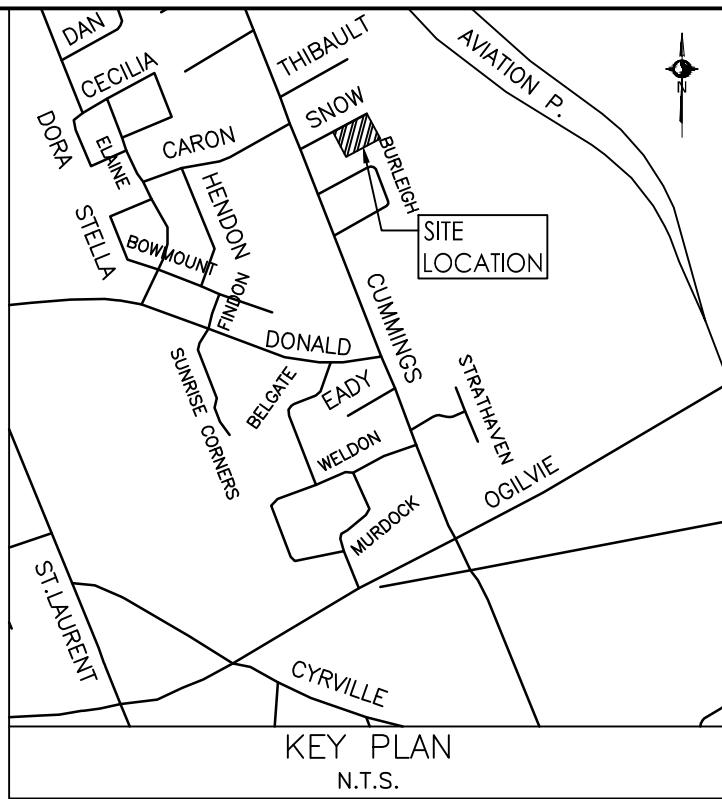 DAN
THIBAULT
AVIATION P.
N
CECILIA
SNOW
DORA
ELAINE
CARON
BURLEIGH
HENDON
STELLA
SITE
LOCATION
BOWMOUNT
FINDON
CUMMINGS
DONALD
SUNRISE CORNERS
BELGATE
EADY
STRATHAVEN
WELDON
OGILVIE
MURDOCK
ST.LAURENT
CYRVILLE
KEY PLAN
N.T.S.